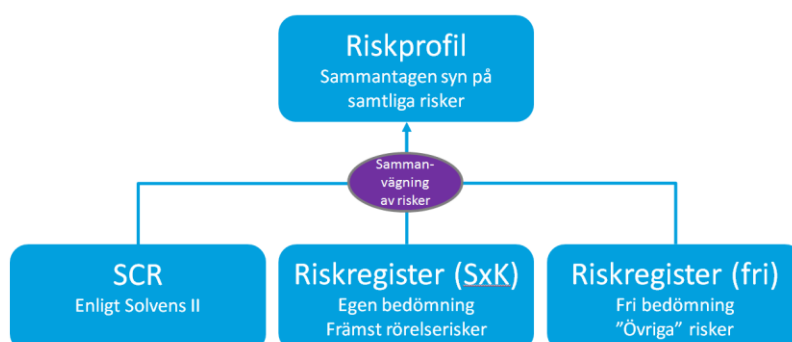 Riskprofil
Sammantagen syn på
samtliga risker
Samman-
vägning
av risker
SCR
Enligt Solvens II
Riskregister (SxK)
Egen bedömning
Främst rörelserisker
Riskregister (fri)
Fri bedömning
”Övriga” risker